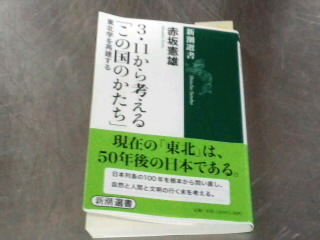 新潮選書
Shincho Sensho
赤坂憲雄
3・11から考える
「この国のかたち」
東北学を再建する
現在の「東北」は、
50年後の日本である。
日本列島の100年を根本から問い直し、
自然と人間と文明の行く末を考える。
新潮選書